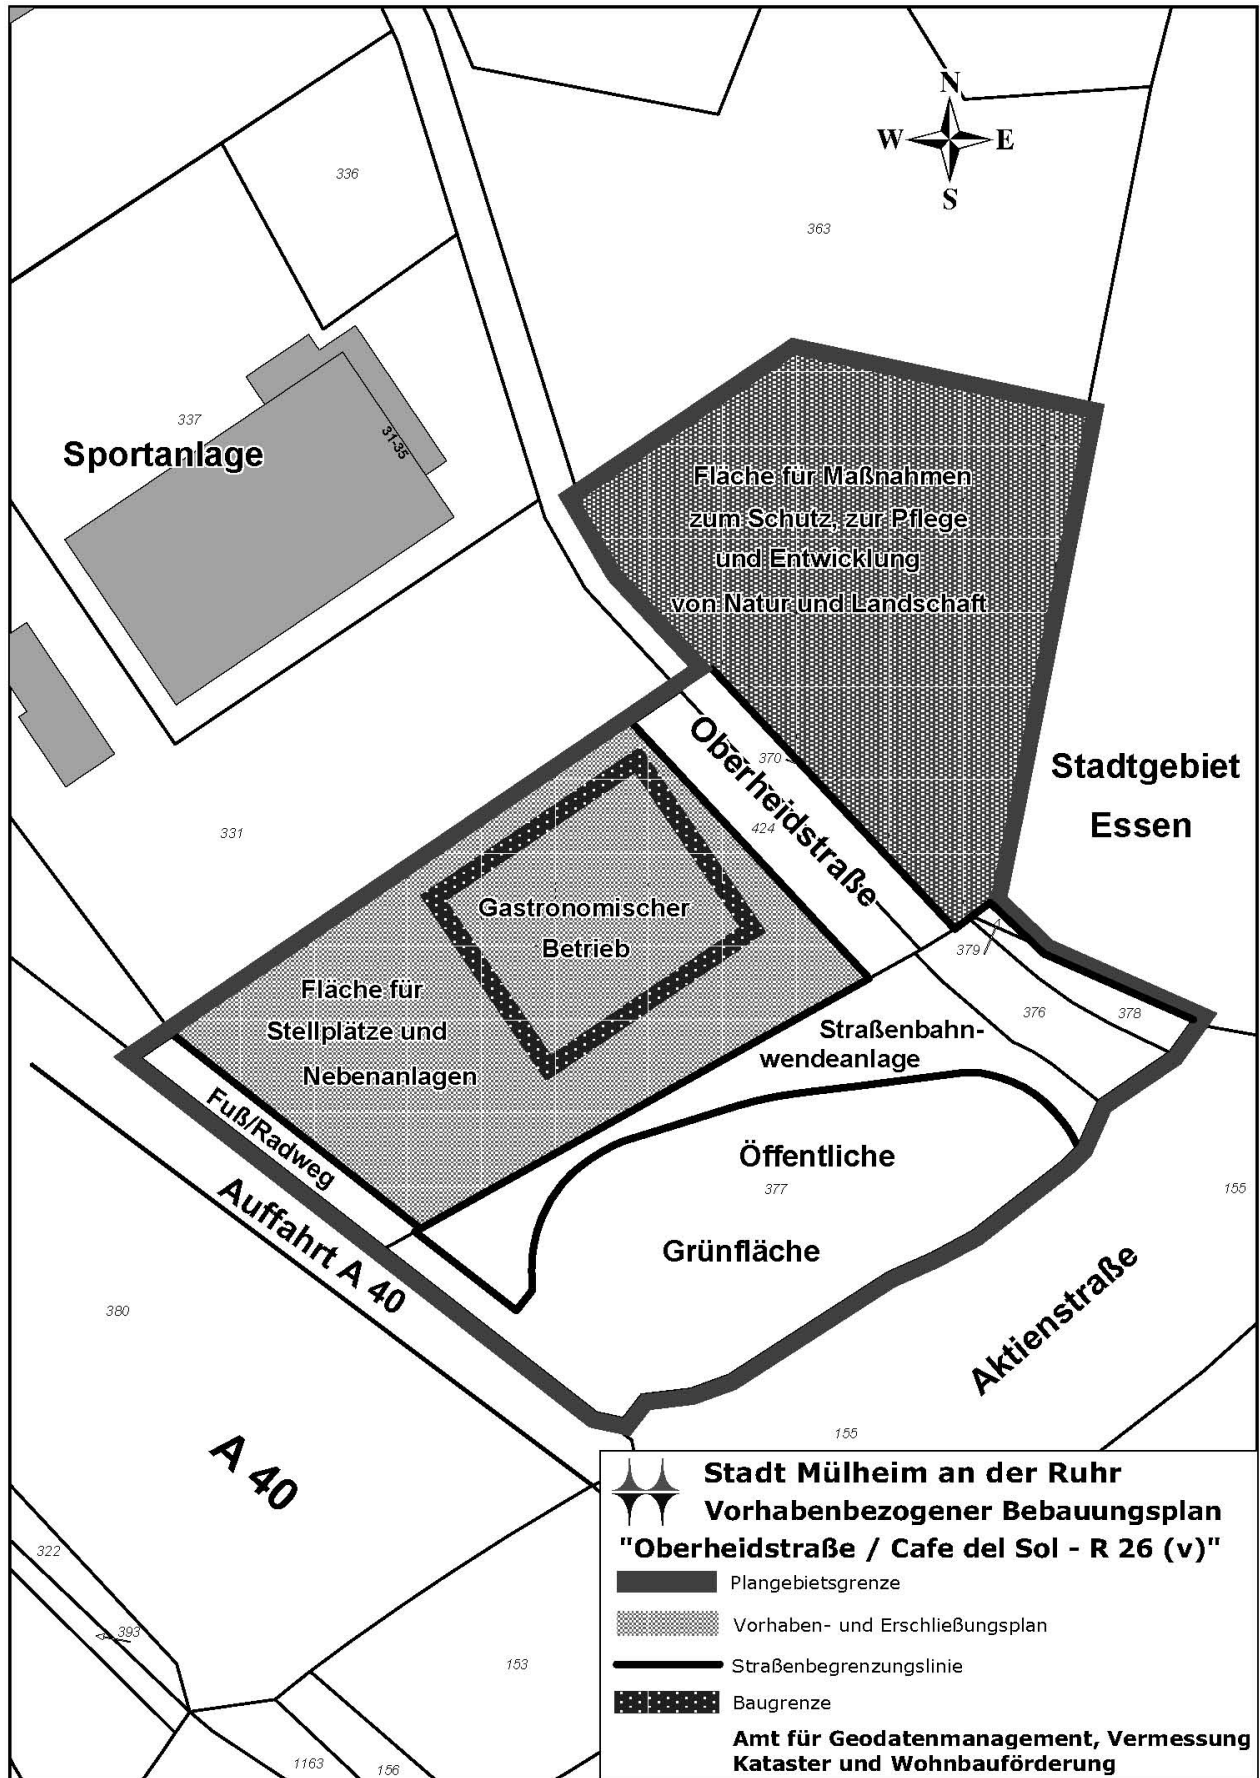 N
W E
S
336
363
337
Sportanlage
31-35
Fläche für Maßnahmen
zum Schutz, zur Pflege
und Entwicklung
von Natur und Landschaft
Oberheidstraße
370
424
Stadtgebiet
Essen
331
Gastronomischer
Betrieb
379
376
378
Fläche für
Stellplätze und
Nebenanlagen
Straßenbahn-
wendeanlage
Fuß/Radweg
Auffahrt A 40
Öffentliche
377
Grünfläche
155
Aktienstraße
380
A 40
155
322
393
153
1163
156
Stadt Mülheim an der Ruhr
Vorhabenbezogener Bebauungsplan
"Oberheidstraße / Cafe del Sol - R 26 (v)"
Plangebietsgrenze
Vorhaben- und Erschließungsplan
Straßenbegrenzungslinie
Baugrenze
Amt für Geodatenmanagement, Vermessung
Kataster und Wohnbauförderung